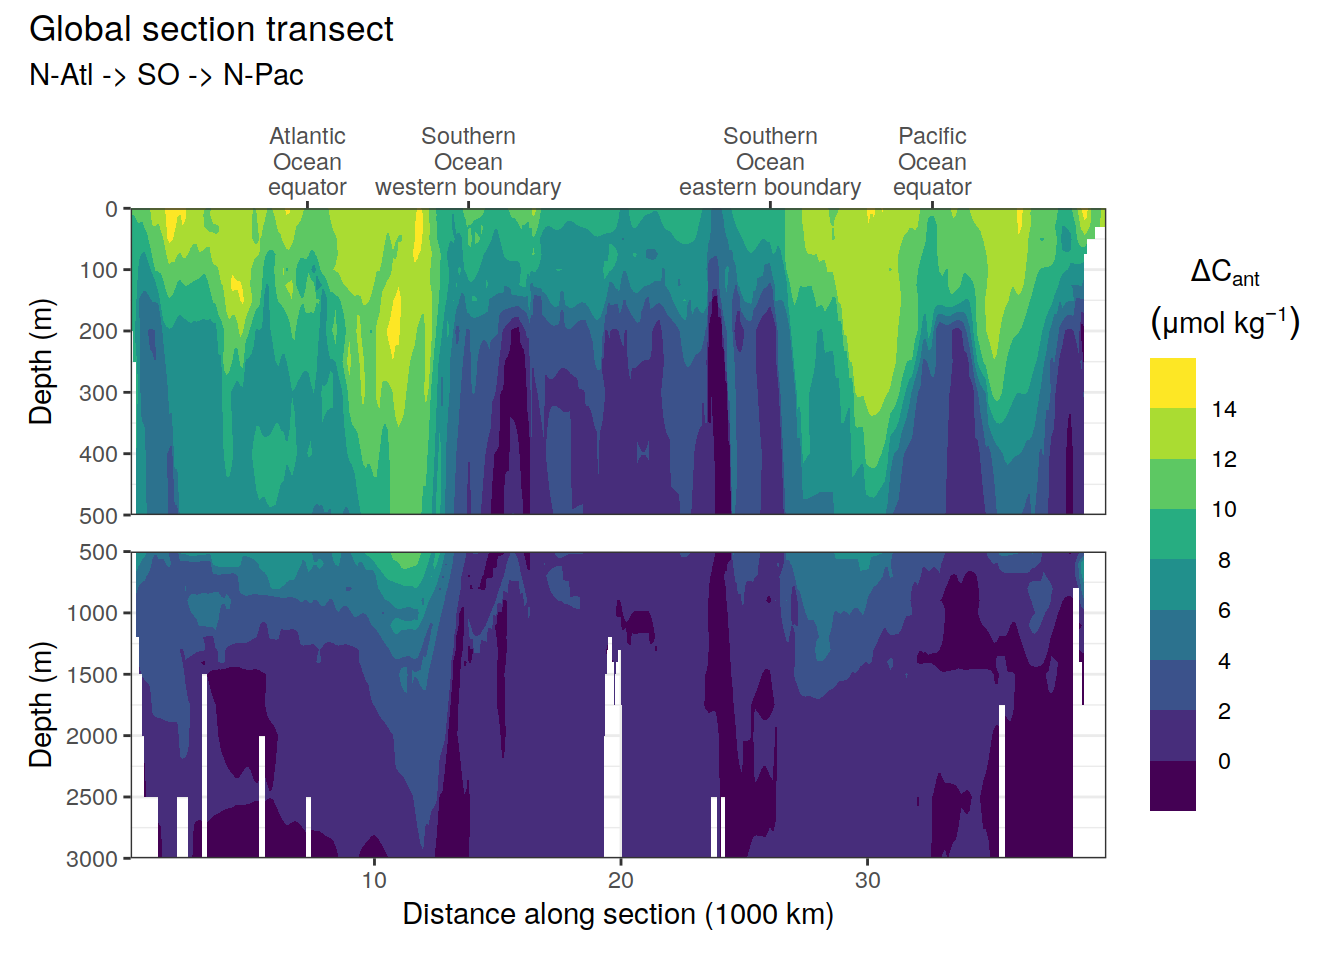 Global section transect
N-Atl -> SO -> N-Pac
Atlantic
Ocean
equator
Southern
Ocean
western boundary
Southern
Ocean
eastern boundary
Pacific
Ocean
equator
0
100
200
300
400
500
Depth (m)
500
1000
1500
2000
2500
3000
Depth (m)
10
20
30
Distance along section (1000 km)
ΔCant
(μmol kg⁻¹)
14
12
10
8
6
4
2
0